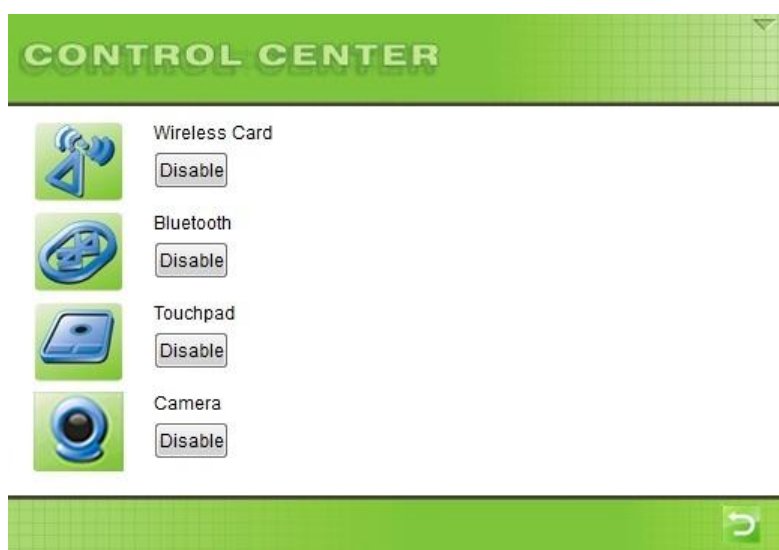 CONTROL CENTER
Wireless Card
Disable
Bluetooth
Disable
Touchpad
Disable
Camera
Disable